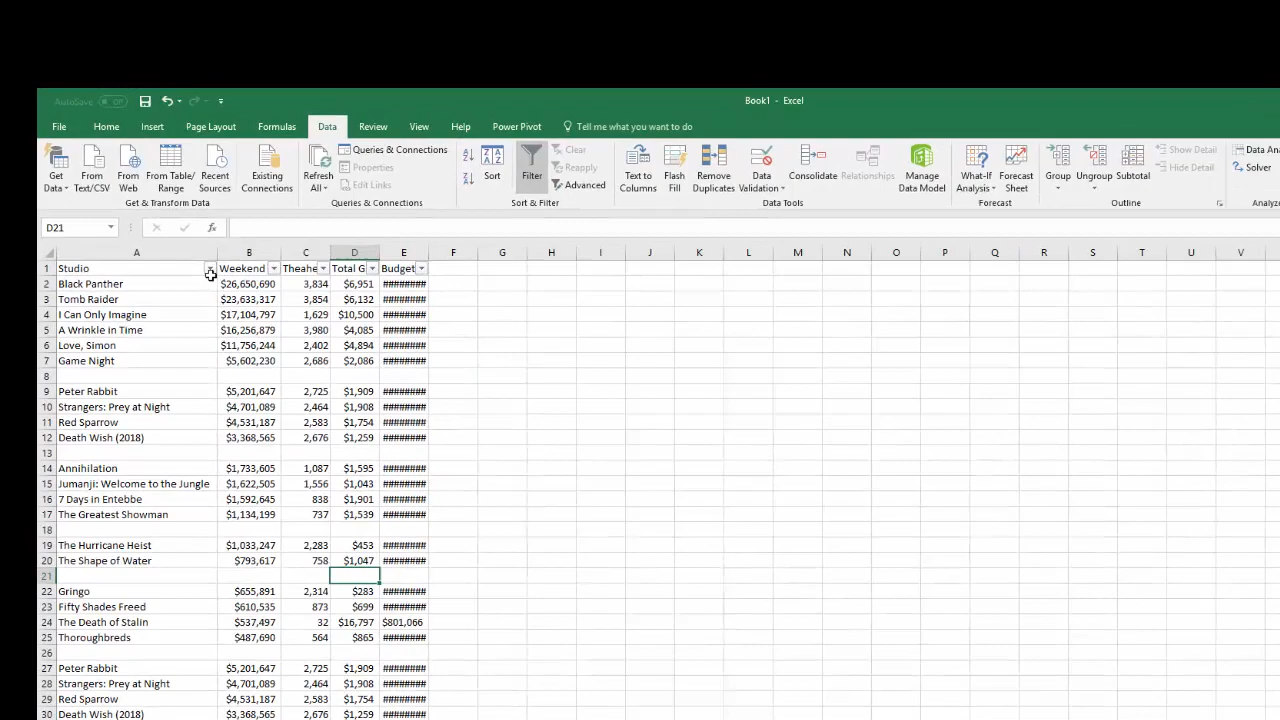 AutoSave Off Book1 - Excel
File Home Insert Page Layout Formulas Data Review View Help Power Pivot Tell me what you want to do
Get Data From Text/CSV From Web From Table/ Range Recent Sources Existing Connections Refresh All Queries & Connections Properties Edit Links Sort Filter Clear Reapply Advanced Text to Columns Flash Fill Remove Duplicates Data Validation Consolidate Relationships Manage Data Model What-If Analysis Forecast Sheet Group Ungroup Subtotal Show Detail Hide Detail Data Ana Solver
Get & Transform Data Queries & Connections Sort & Filter Data Tools Forecast Outline Analyz
D21 fx
A B C D E F G H I J K L M N O P Q R S T U V
1 Studio Weekend Theahe Total G Budget
2 Black Panther $26,650,690 3,834 $6,951 ########
3 Tomb Raider $23,633,317 3,854 $6,132 ########
4 I Can Only Imagine $17,104,797 1,629 $10,500 ########
5 A Wrinkle in Time $16,256,879 3,980 $4,085 ########
6 Love, Simon $11,756,244 2,402 $4,894 ########
7 Game Night $5,602,230 2,686 $2,086 ########
8
9 Peter Rabbit $5,201,647 2,725 $1,909 ########
10 Strangers: Prey at Night $4,701,089 2,464 $1,908 ########
11 Red Sparrow $4,531,187 2,583 $1,754 ########
12 Death Wish (2018) $3,368,565 2,676 $1,259 ########
13
14 Annihilation $1,733,605 1,087 $1,595 ########
15 Jumanji: Welcome to the Jungle $1,622,505 1,556 $1,043 ########
16 7 Days in Entebbe $1,592,645 838 $1,901 ########
17 The Greatest Showman $1,134,199 737 $1,539 ########
18
19 The Hurricane Heist $1,033,247 2,283 $453 ########
20 The Shape of Water $793,617 758 $1,047 ########
21
22 Gringo $655,891 2,314 $283 ########
23 Fifty Shades Freed $610,535 873 $699 ########
24 The Death of Stalin $537,497 32 $16,797 $801,066
25 Thoroughbreds $487,690 564 $865 ########
26
27 Peter Rabbit $5,201,647 2,725 $1,909 ########
28 Strangers: Prey at Night $4,701,089 2,464 $1,908 ########
29 Red Sparrow $4,531,187 2,583 $1,754 ########
30 Death Wish (2018) $3,368,565 2,676 $1,259 ########